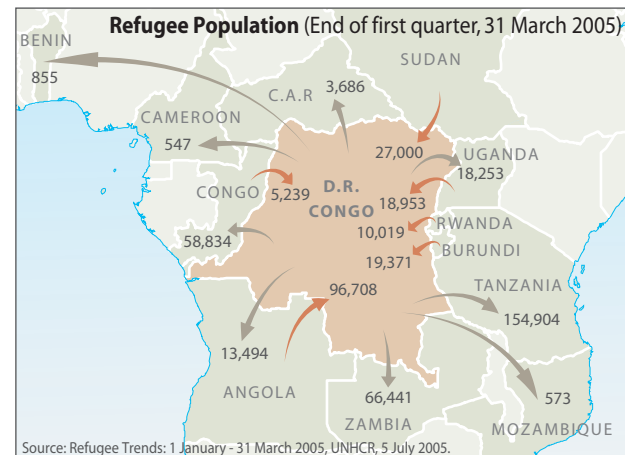 Refugee Population (End of first quarter, 31 March 2005)
BENIN
855
SUDAN
C.A.R
3,686
CAMEROON
547
27,000
UGANDA
18,253
CONGO
5,239
D.R.
CONGO
18,953
10,019
RWANDA
58,834
19,371
BURUNDI
96,708
TANZANIA
154,904
13,494
ANGOLA
66,441
ZAMBIA
573
MOZAMBIQUE
Source: Refugee Trends: 1 January - 31 March 2005, UNHCR, 5 July 2005.